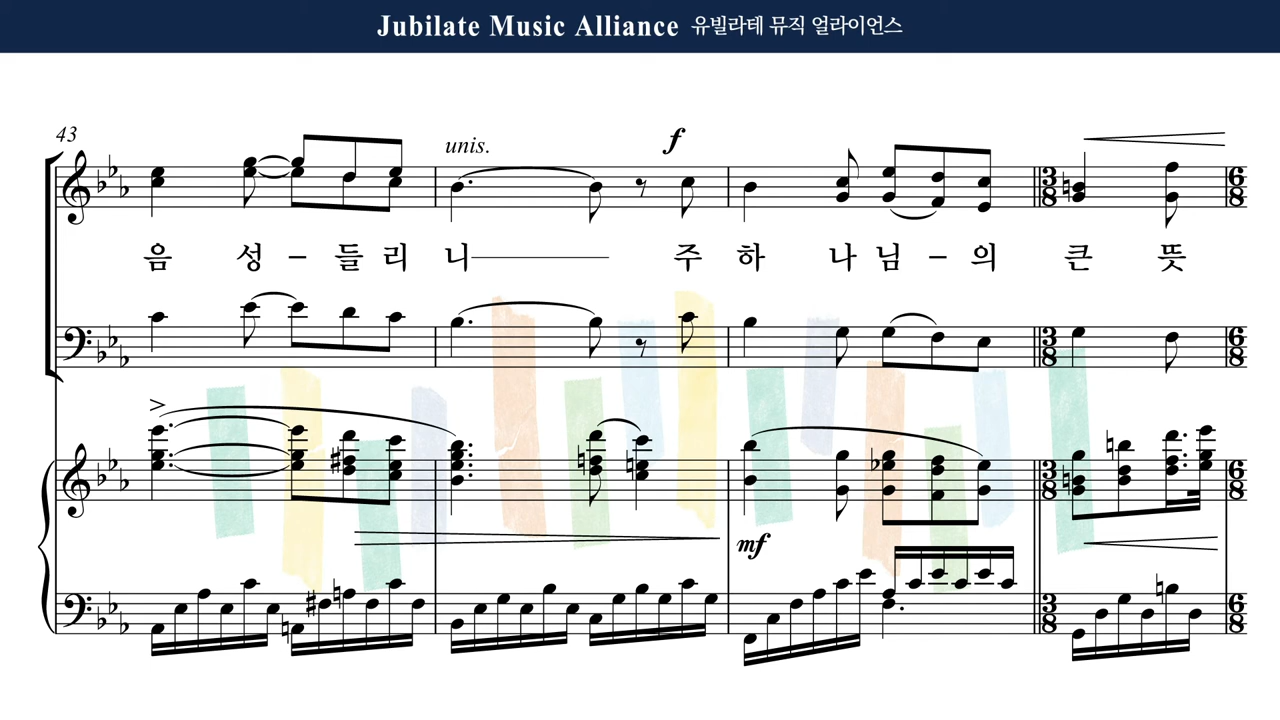 Jubilate Music Alliance 유빌라테 뮤직 얼라이언스
43
unis.
f
음 성 - 들 리 니 주 하 나 님 - 의 큰 뜻
mf